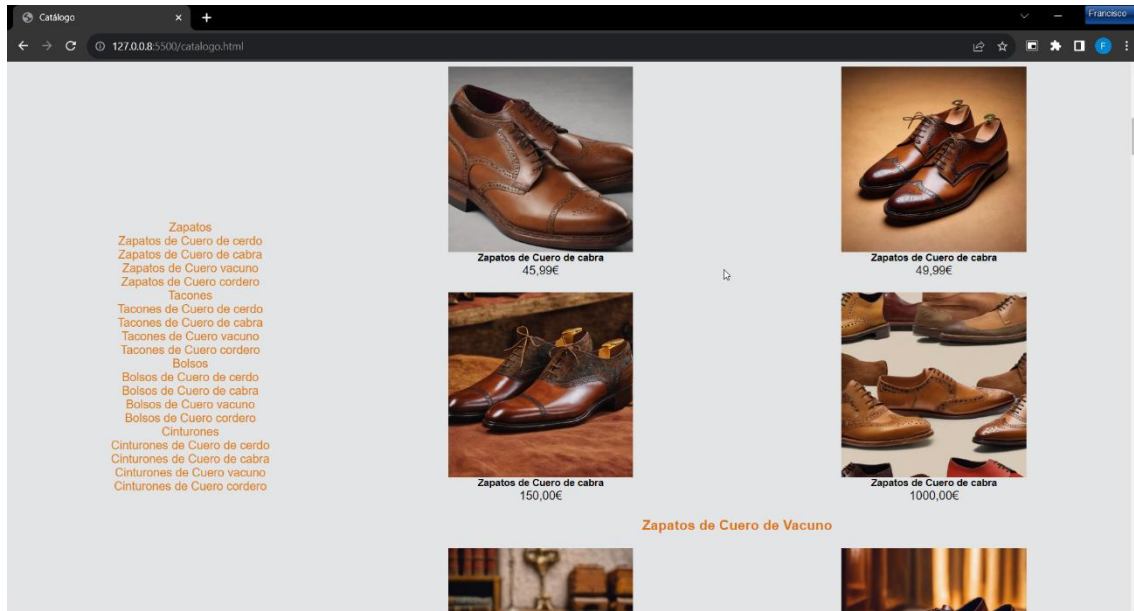 Catálogo
Francisco
127.0.0.8:5500/catalogo.html
F
Zapatos
Zapatos de Cuero de cerdo
Zapatos de Cuero de cabra
Zapatos de Cuero vacuno
Zapatos de Cuero cordero
Tacones
Tacones de Cuero de cerdo
Tacones de Cuero de cabra
Tacones de Cuero vacuno
Tacones de Cuero cordero
Bolsos
Bolsos de Cuero de cerdo
Bolsos de Cuero de cabra
Bolsos de Cuero vacuno
Bolsos de Cuero cordero
Cinturones
Cinturones de Cuero de cerdo
Cinturones de Cuero de cabra
Cinturones de Cuero vacuno
Cinturones de Cuero cordero
Zapatos de Cuero de cabra
45,99€
Zapatos de Cuero de cabra
49,99€
Zapatos de Cuero de cabra
150,00€
Zapatos de Cuero de cabra
1000,00€
Zapatos de Cuero de Vacuno